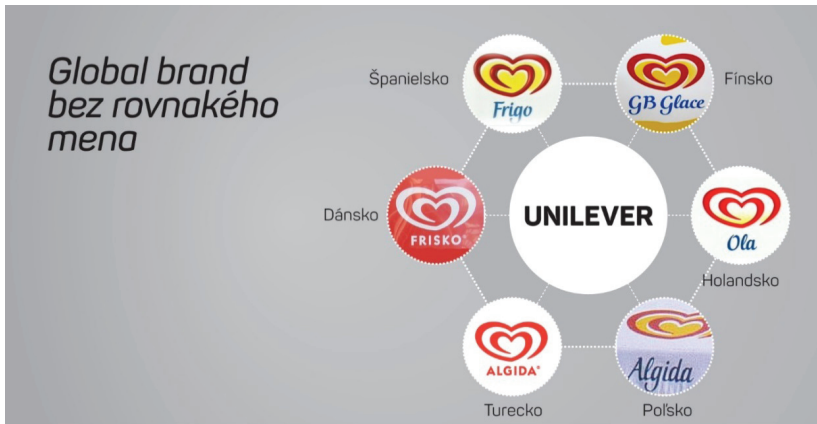 Global brand
bez rovnakého
mena
Španielsko
Frigo
GB Glace
Fínsko
Dánsko
FRISKO
UNILEVER
Ola
Holandsko
ALGIDA
Algida
Turecko
Poľsko